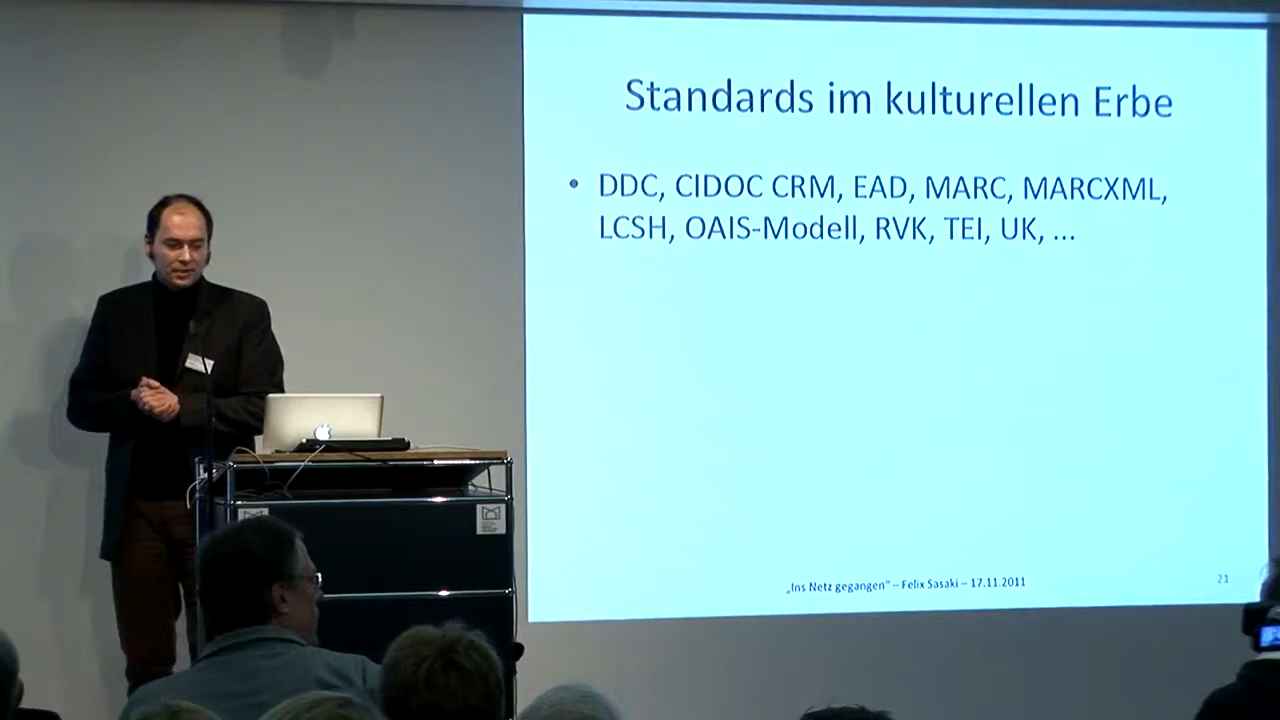 Standards im kulturellen Erbe
• DDC, CIDOC CRM, EAD, MARC, MARCXML,
LCSH, OAIS-Modell, RVK, TEI, UK, ...
„Ins Netz gegangen“ – Felix Sasaki – 17.11.2011
21